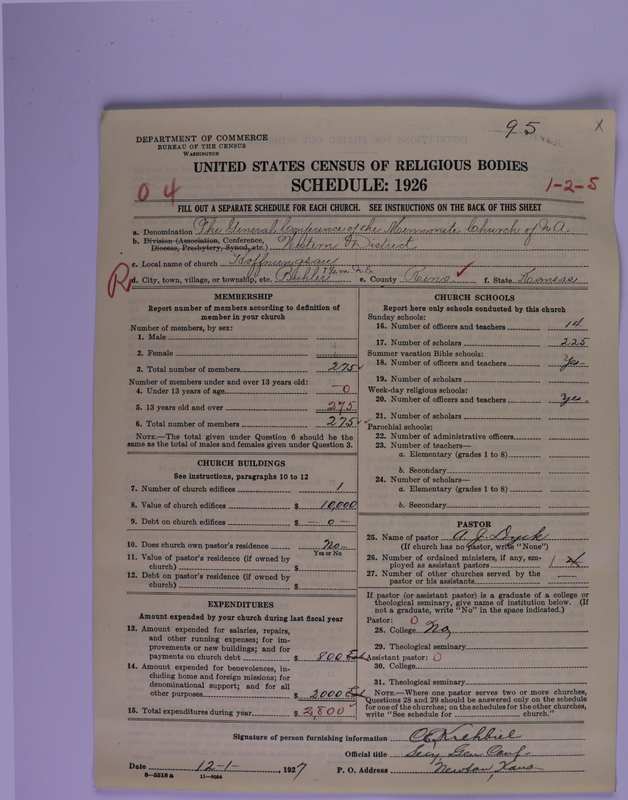 95 x
DEPARTMENT OF COMMERCE
BUREAU OF THE CENSUS
WASHINGTON
UNITED STATES CENSUS OF RELIGIOUS BODIES
SCHEDULE: 1926
04
1-2-5
FILL OUT A SEPARATE SCHEDULE FOR EACH CHURCH. SEE INSTRUCTIONS ON THE BACK OF THIS SHEET
a. Denomination The General Conference of the Mennonite Church of N.A.
b. Division (Association, Conference, Diocese, Presbytery, Synod, etc.) Western District
c. Local name of church Hoffnungsau
R d. City, town, village, or township, etc. Buhler e. County Reno ✓ f. State Kansas
MEMBERSHIP
Report number of members according to definition of
member in your church
Number of members, by sex:
1. Male
2. Female
3. Total number of members 275 ✓
Number of members under and over 13 years old:
4. Under 13 years of age 0
5. 13 years old and over 275
6. Total number of members 275 ✓
NOTE.—The total given under Question 6 should be the
same as the total of males and females given under Question 3.
CHURCH BUILDINGS
See instructions, paragraphs 10 to 12
7. Number of church edifices 1
8. Value of church edifices $ 10,000
9. Debt on church edifices $ — 0 —
10. Does church own pastor's residence No
Yes or No
11. Value of pastor's residence (if owned by
church) $
12. Debt on pastor's residence (if owned by
church) $
EXPENDITURES
Amount expended by your church during last fiscal year
13. Amount expended for salaries, repairs,
and other running expenses; for im-
provements or new buildings; and for
payments on church debt $ 800
14. Amount expended for benevolences, in-
cluding home and foreign missions; for
denominational support; and for all
other purposes $ 2000
15. Total expenditures during year $ 2,800
CHURCH SCHOOLS
Report here only schools conducted by this church
Sunday schools:
16. Number of officers and teachers 14
17. Number of scholars 225
Summer vacation Bible schools:
18. Number of officers and teachers Yes
19. Number of scholars
Week-day religious schools:
20. Number of officers and teachers Yes
21. Number of scholars
Parochial schools:
22. Number of administrative officers
23. Number of teachers—
a. Elementary (grades 1 to 8)
b. Secondary
24. Number of scholars—
a. Elementary (grades 1 to 8)
b. Secondary
PASTOR
25. Name of pastor A. J. Dyck
(If church has no pastor, write "None")
26. Number of ordained ministers, if any, em-
ployed as assistant pastors 1
27. Number of other churches served by the
pastor or his assistants —
If pastor (or assistant pastor) is a graduate of a college or
theological seminary, give name of institution below. (If
not a graduate, write "No" in the space indicated.)
Pastor: 0
28. College No
29. Theological seminary
Assistant pastor: 0
30. College
31. Theological seminary
NOTE.—Where one pastor serves two or more churches,
Questions 28 and 29 should be answered only on the schedule
for one of the churches; on the schedules for the other churches,
write "See schedule for church."
Signature of person furnishing information C E Krehbiel
Official title Secy Gen Conf.
Date 12-1-, 1927 P. O. Address Newton, Kans
8-5518a 11-9084